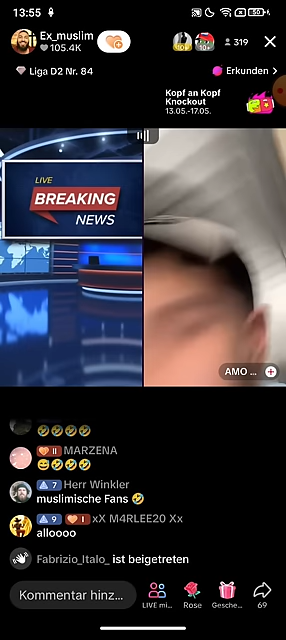 13:55
50
Ex_muslim
105.4K
10+
319
Liga D2 Nr. 84
Erkunden
Kopf an Kopf
Knockout
13.05.-17.05.
LIVE
BREAKING
NEWS
AMO ...
🤣🤣🤣🤣
II MARZENA
😅🤣🤣🤣
7 Herr Winkler
muslimische Fans 🤣
9 I xX M4RLEE20 Xx
alloooo
Fabrizio_Italo_ ist beigetreten
Kommentar hinz...
LIVE mi...
Rose
Gesche...
69